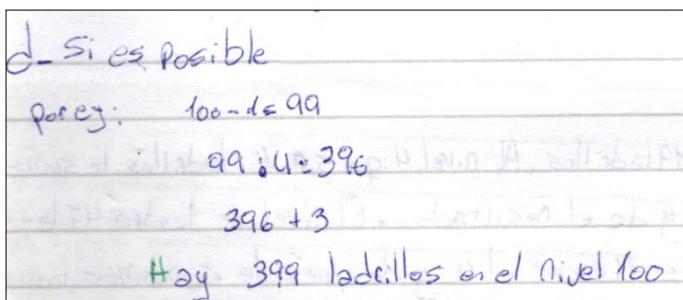 d- Si es Posible
por ej: 100-1= 99
99 . 4 = 396
396 + 3
Hay 399 ladrillos en el nivel 100